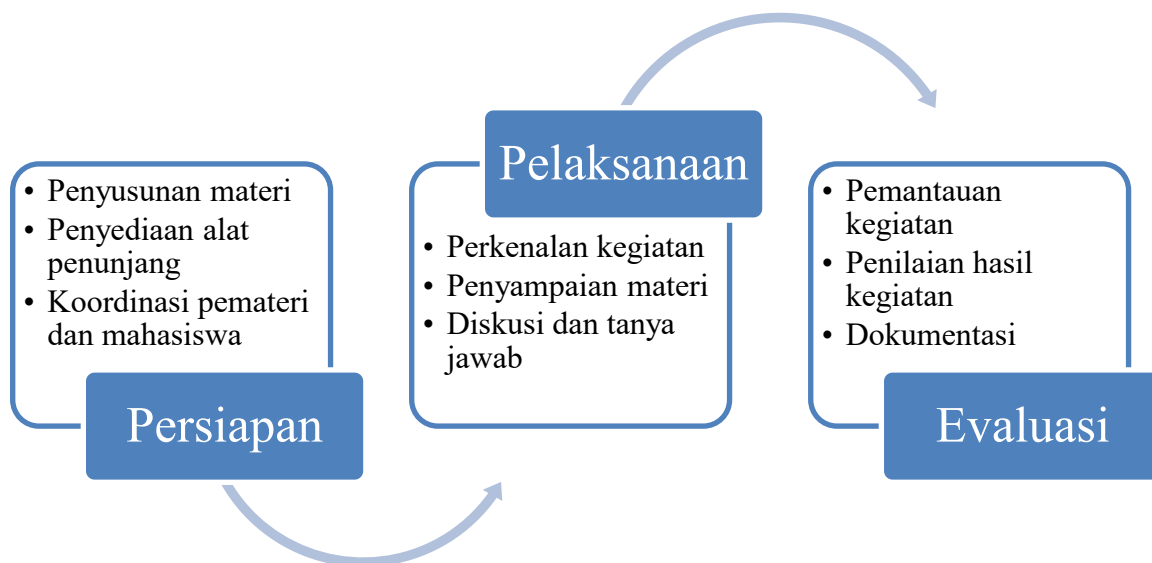 • Penyusunan materi
• Penyediaan alat
penunjang
• Koordinasi pemateri
dan mahasiswa
Persiapan
Pelaksanaan
• Perkenalan kegiatan
• Penyampaian materi
• Diskusi dan tanya
jawab
• Pemantauan
kegiatan
• Penilaian hasil
kegiatan
• Dokumentasi
Evaluasi